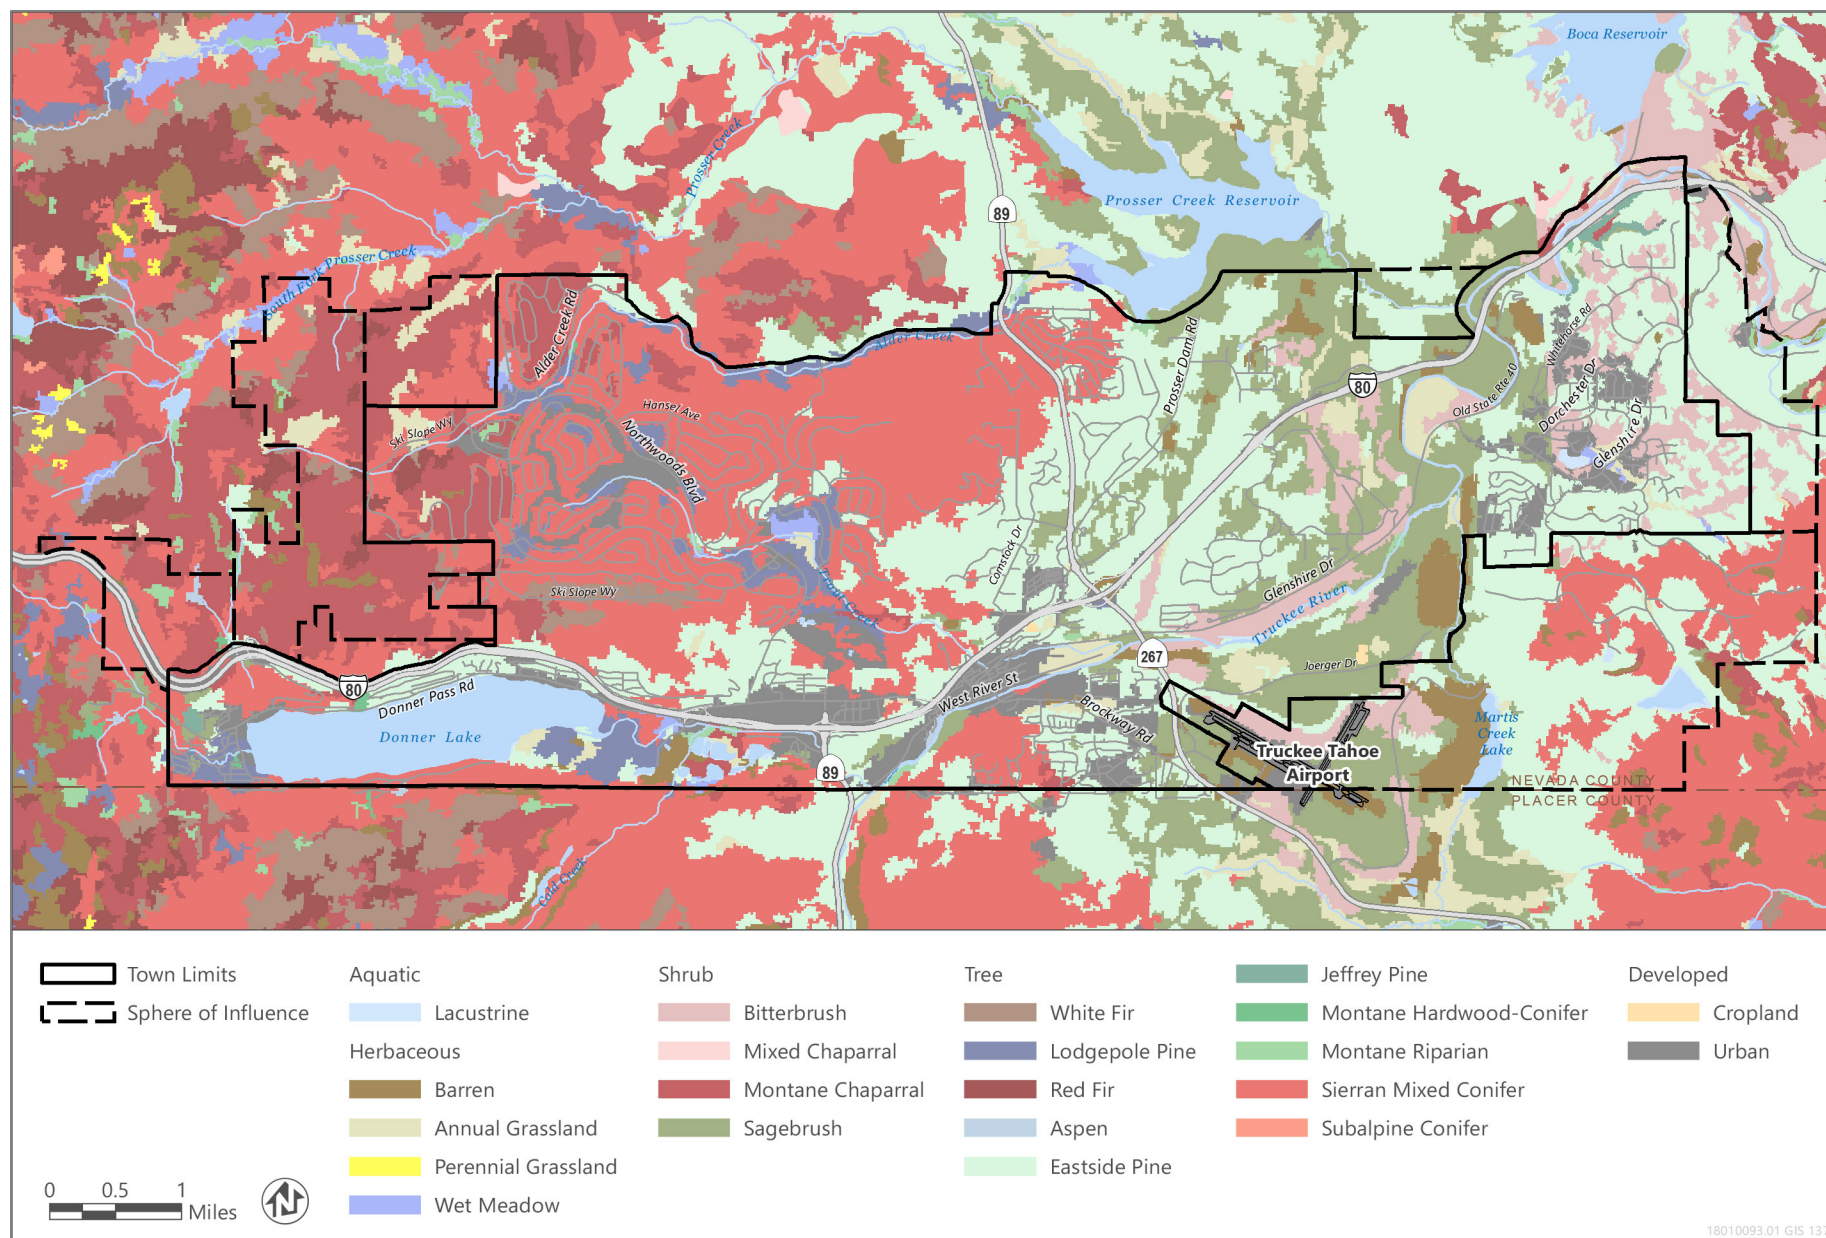 Boca Reservoir
Prosser Creek
89
Prosser Creek Reservoir
South Fork Prosser Creek
Alder Creek Rd
Alder Creek
Prosser Dam Rd
Whitehorse Rd
80
Old State Rte 40
Dorchester Dr
Hansel Ave
Ski Slope Wy
Northwoods Blvd
Glenshire Dr
Comstock Dr
Ski Slope Wy
Trout Creek
Glenshire Dr
Truckee River
267
Joerger Dr
80
Donner Pass Rd
West River St
Brockway Rd
Donner Lake
Martis
Creek
Lake
Truckee Tahoe
Airport
89
NEVADA COUNTY
PLACER COUNTY
Cold Creek
Town Limits
Sphere of Influence
Aquatic
Lacustrine
Herbaceous
Barren
Annual Grassland
Perennial Grassland
Wet Meadow
Shrub
Bitterbrush
Mixed Chaparral
Montane Chaparral
Sagebrush
Tree
White Fir
Lodgepole Pine
Red Fir
Aspen
Eastside Pine
Jeffrey Pine
Montane Hardwood-Conifer
Montane Riparian
Sierran Mixed Conifer
Subalpine Conifer
Developed
Cropland
Urban
0 0.5 1
Miles
N
18010093.01 GIS 137